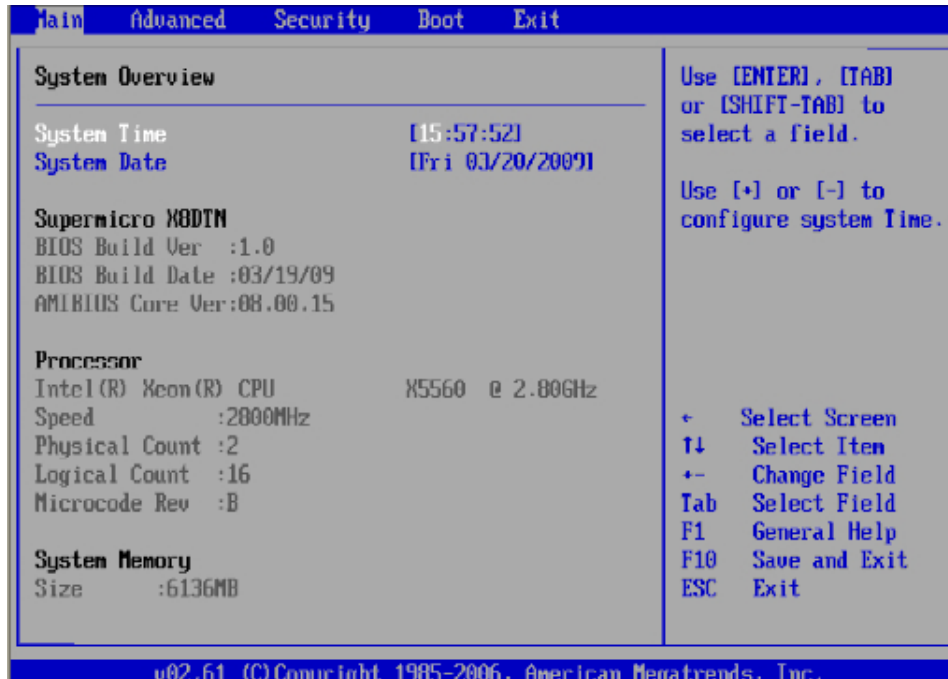 Main Advanced Security Boot Exit
System Overview
System Time [15:57:52]
System Date [Fri 03/20/2009]
Supermicro X8DTN
BIOS Build Ver :1.0
BIOS Build Date :03/19/09
AMIBIOS Core Ver:08.00.15
Processor
Intel(R) Xeon(R) CPU X5560 @ 2.80GHz
Speed :2800MHz
Physical Count :2
Logical Count :16
Microcode Rev :B
System Memory
Size :6136MB
Use [ENTER], [TAB]
or [SHIFT-TAB] to
select a field.
Use [+] or [-] to
configure system Time.
← Select Screen
↑↓ Select Item
+- Change Field
Tab Select Field
F1 General Help
F10 Save and Exit
ESC Exit
v02.61 (C)Copyright 1985-2006, American Megatrends, Inc.